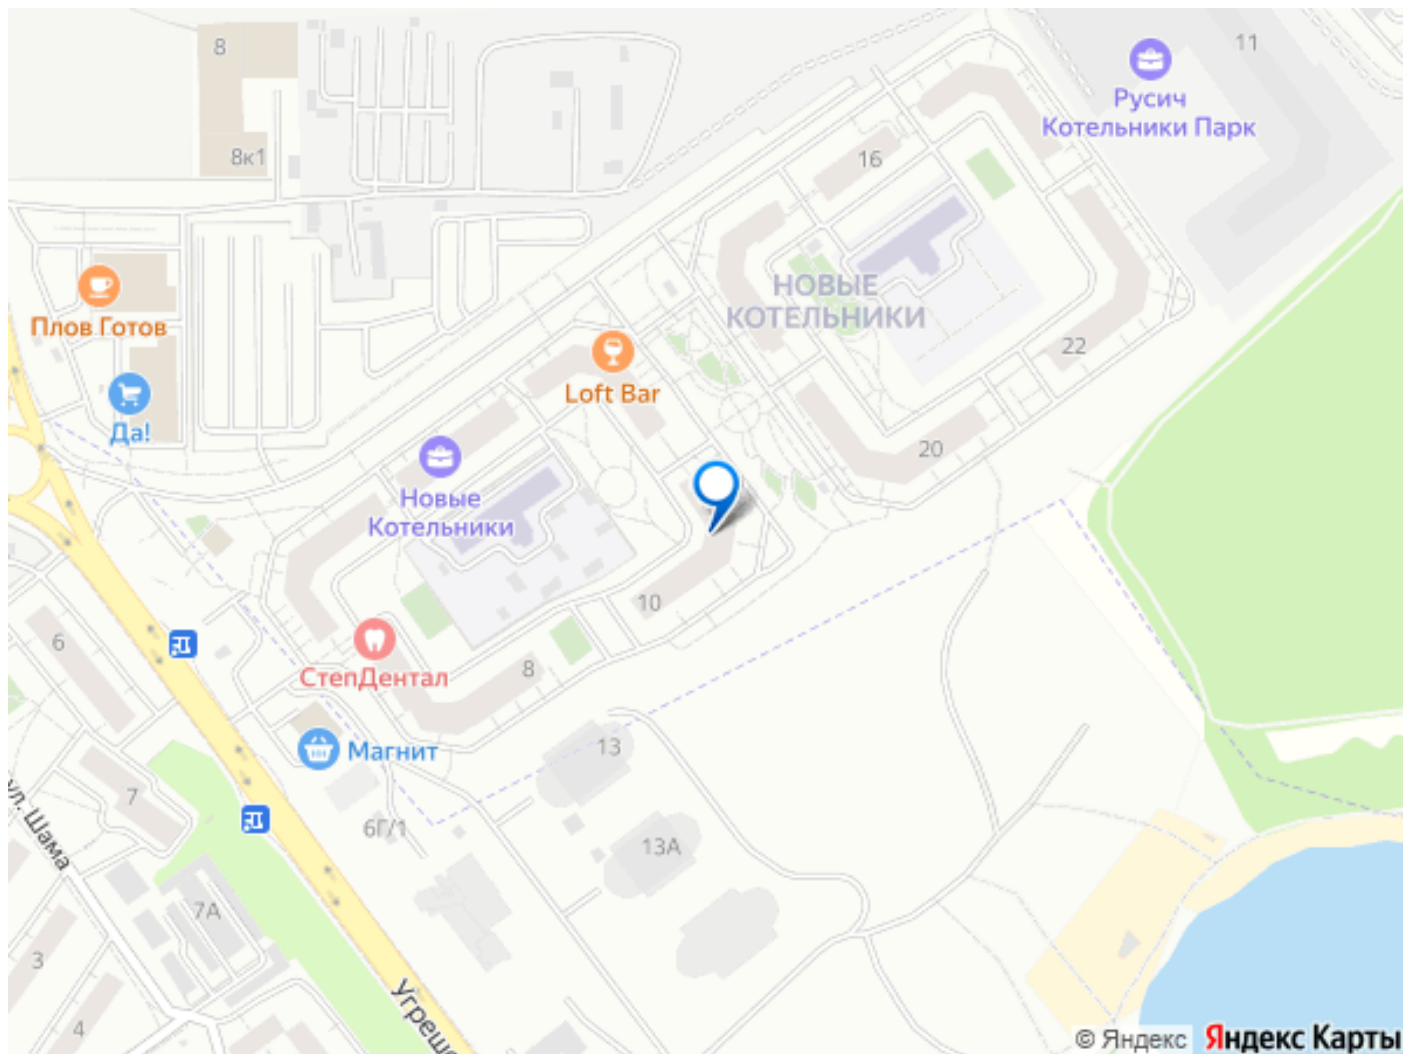 8
11
Русич
Котельники Парк
8к1
16
НОВЫЕ
КОТЕЛЬНИКИ
Плов Готов
22
Loft Bar
Да!
20
Новые
Котельники
10
6
8
СтепДентал
13
Магнит
7
6Г/1
13А
ул. Шама
7А
3
Угреш
4
© Яндекс
Яндекс Карты